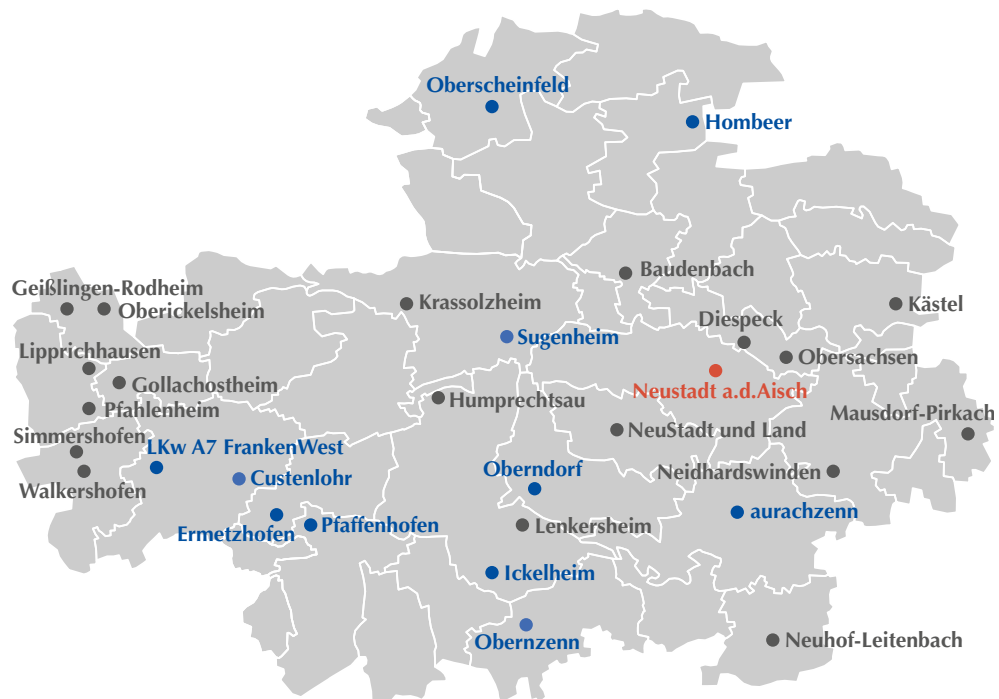 Oberscheinfeld
Hombeer
Baudenbach
Geißlingen-Rodheim
Oberickelsheim
Krassolzheim
Kästel
Diespeck
Sugenheim
Lipprichhausen
Obersachsen
Gollachostheim
Neustadt a.d.Aisch
Humprechtsau
Pfahlenheim
Mausdorf-Pirkach
NeuStadt und Land
Simmershofen
LKw A7 FrankenWest
Oberndorf
Neidhardswinden
Custenlohr
Walkershofen
aurachzenn
Pfaffenhofen
Lenkersheim
Ermetzhofen
Ickelheim
Obernzenn
Neuhof-Leitenbach